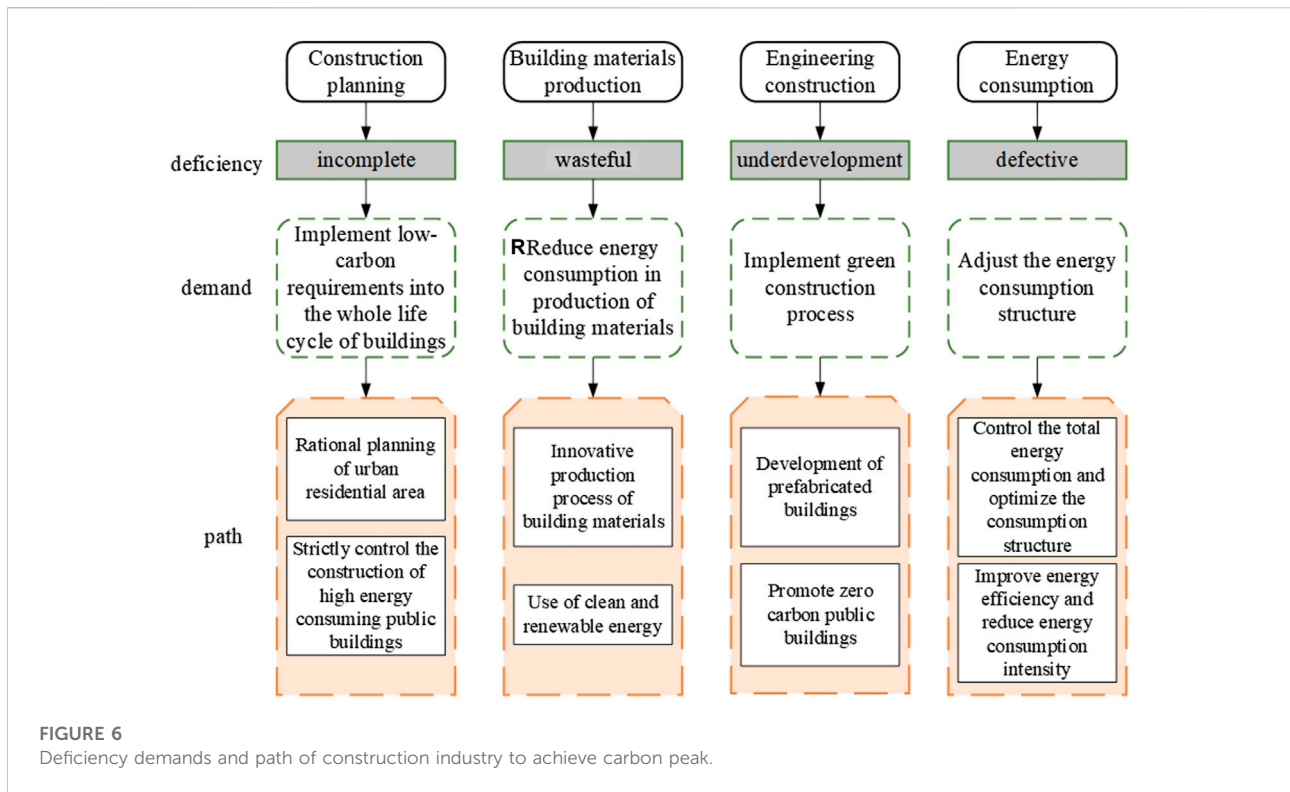 Construction
planning
Building materials
production
Engineering
construction
Energy
consumption
deficiency
incomplete
wasteful
underdevelopment
defective
demand
Implement low-
carbon
requirements into
the whole life
cycle of buildings
RReduce energy
consumption in
production of
building materials
Implement green
construction
process
Adjust the energy
consumption
structure
path
Rational planning
of urban
residential area
Strictly control the
construction of
high energy
consuming public
buildings
Innovative
production
process of
building materials
Use of clean and
renewable energy
Development of
prefabricated
buildings
Promote zero
carbon public
buildings
Control the total
energy
consumption and
optimize the
consumption
structure
Improve energy
efficiency and
reduce energy
consumption
intensity
FIGURE 6
Deficiency demands and path of construction industry to achieve carbon peak.